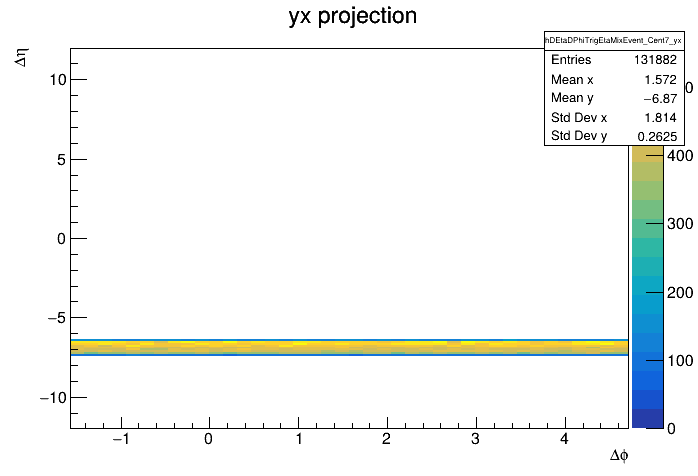 yx projection
hDEtaDPhiTrigEtaMixEvent_Cent7_yx
Entries 131882
Mean x 1.572
Mean y −6.87
Std Dev x 1.814
Std Dev y 0.2625
Δη
10
5
0
−5
−10
−1
0
1
2
3
4
Δϕ
0
400
300
200
100
0